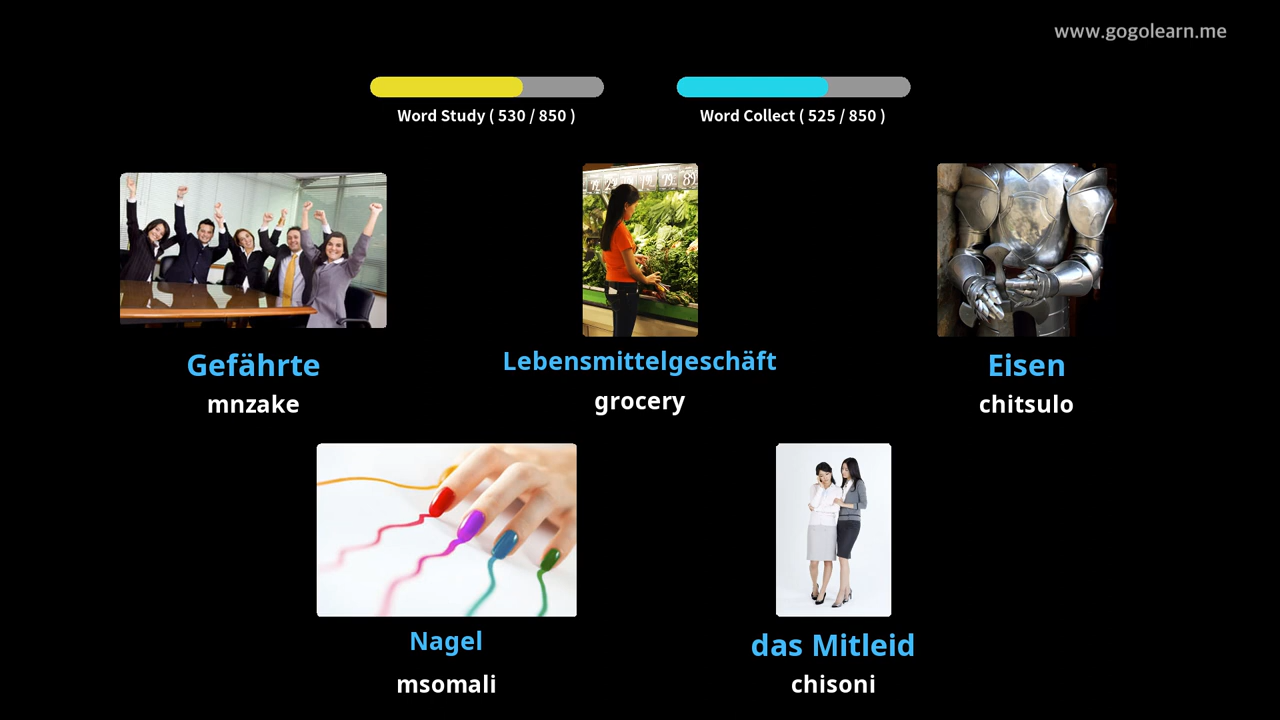 www.gogolearn.me
Word Study ( 530 / 850 )
Word Collect ( 525 / 850 )
Gefährte
mnzake
Lebensmittelgeschäft
grocery
Eisen
chitsulo
Nagel
msomali
das Mitleid
chisoni